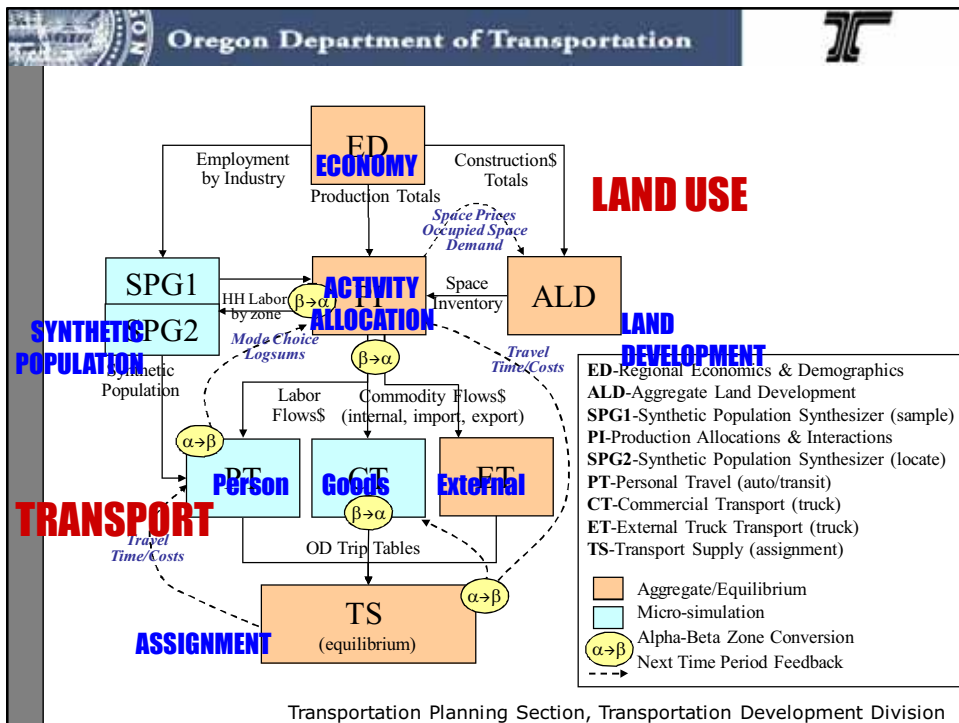 Oregon Department of Transportation
ED
ECONOMY
Employment
by Industry
Construction$
Totals
Production Totals
LAND USE
Space Prices
Occupied Space
Demand
SPG1
HH Labor
by zone
β→α
ACTIVITY
ALLOCATION
Space
Inventory
ALD
SPG2
SYNTHETIC
POPULATION
Synthetic
Population
Mode Choice
Logsums
β→α
Travel
Time/Costs
LAND
DEVELOPMENT
Labor
Flows$
Commodity Flows$
(internal, import, export)
α→β
PT
Person
CT
Goods
ET
External
β→α
TRANSPORT
Travel
Time/Costs
OD Trip Tables
α→β
TS
(equilibrium)
ASSIGNMENT
ED-Regional Economics & Demographics
ALD-Aggregate Land Development
SPG1-Synthetic Population Synthesizer (sample)
PI-Production Allocations & Interactions
SPG2-Synthetic Population Synthesizer (locate)
PT-Personal Travel (auto/transit)
CT-Commercial Transport (truck)
ET-External Truck Transport (truck)
TS-Transport Supply (assignment)
Aggregate/Equilibrium
Micro-simulation
Alpha-Beta Zone Conversion
α→β
Next Time Period Feedback
Transportation Planning Section, Transportation Development Division